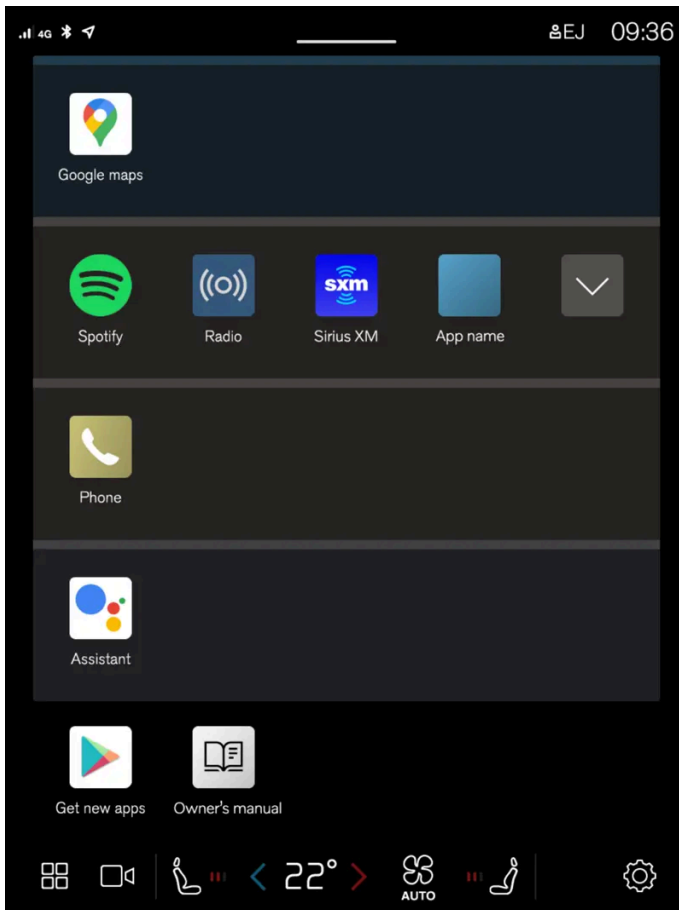 4G EJ 09:36
Google maps
sxm
Spotify Radio Sirius XM App name
Phone
Assistant
Get new apps Owner's manual
22°
AUTO